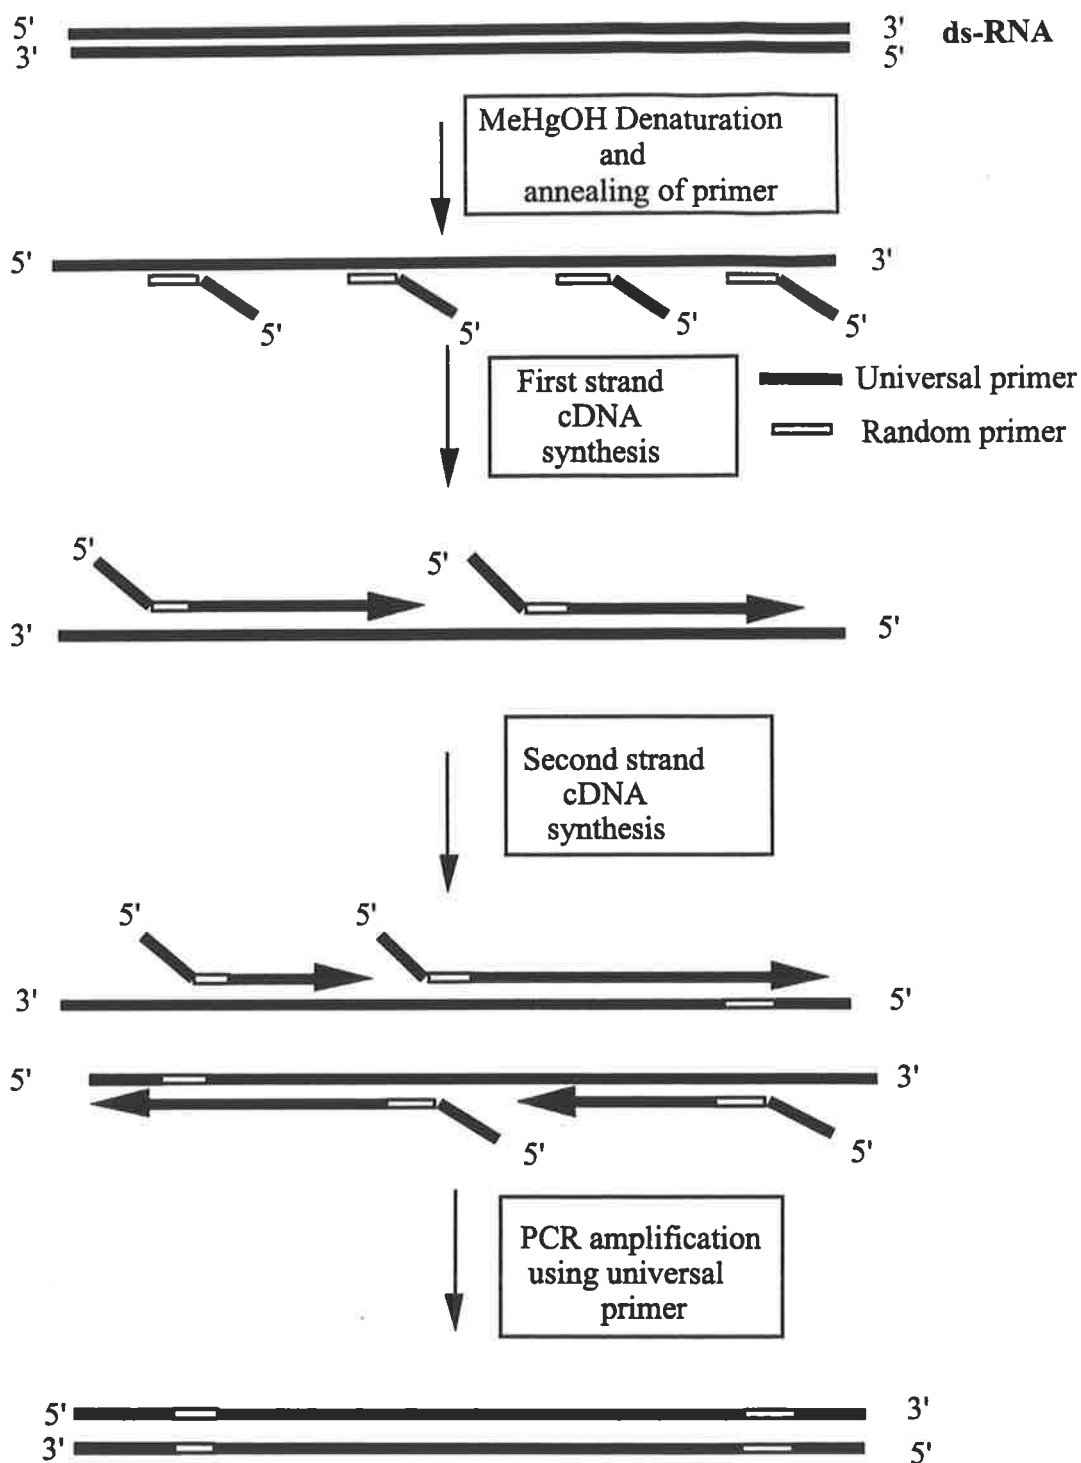 5' 3' ds-RNA
3' 5'
MeHgOH Denaturation
and
annealing of primer
5' 3'
5' 5' 5' 5'
First strand
cDNA
synthesis
Universal primer
Random primer
5' 5'
3' 5'
Second strand
cDNA
synthesis
5' 5'
3' 5'
5' 3'
5' 5'
PCR amplification
using universal
primer
5' 3'
3' 5'